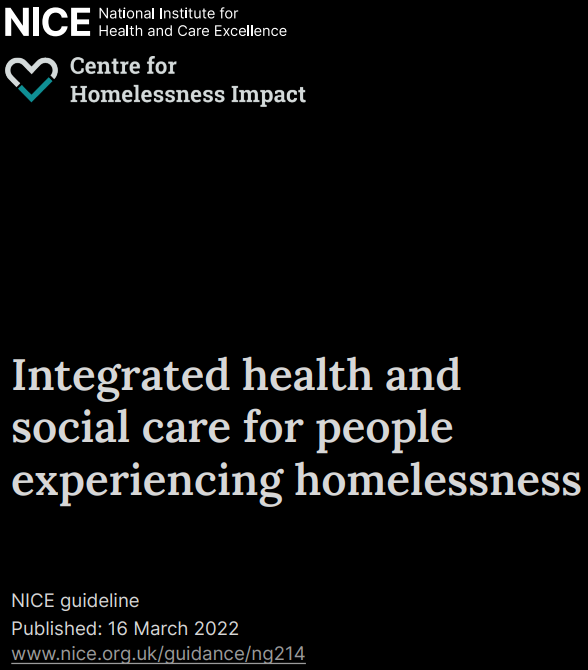 NICE National Institute for
Health and Care Excellence
Centre for
Homelessness Impact
Integrated health and
social care for people
experiencing homelessness
NICE guideline
Published: 16 March 2022
www.nice.org.uk/guidance/ng214